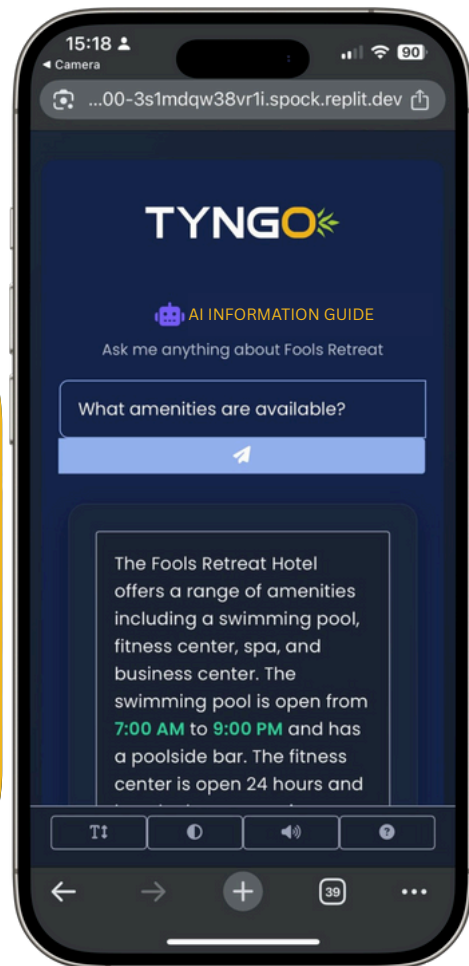 15:18
90
Camera
...00-3s1mdqw38vr1i.spock.replit.dev
TYNGO
AI INFORMATION GUIDE
Ask me anything about Fools Retreat
What amenities are available?
The Fools Retreat Hotel
offers a range of amenities
including a swimming pool,
fitness center, spa, and
business center. The
swimming pool is open from
7:00 AM to 9:00 PM and has
a poolside bar. The fitness
center is open 24 hours and
T
?
39